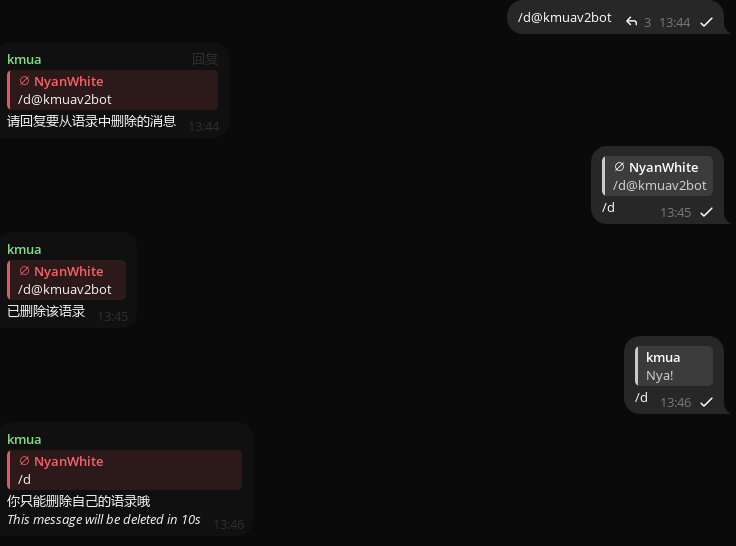 /d@kmuav2bot 3 13:44
kmua 回复
NyanWhite
/d@kmuav2bot
请回复要从语录中删除的消息 13:44
NyanWhite
/d@kmuav2bot
/d 13:45
kmua
NyanWhite
/d@kmuav2bot
已删除该语录 13:45
kmua
Nya!
/d 13:46
kmua
NyanWhite
/d
你只能删除自己的语录哦
This message will be deleted in 10s 13:46